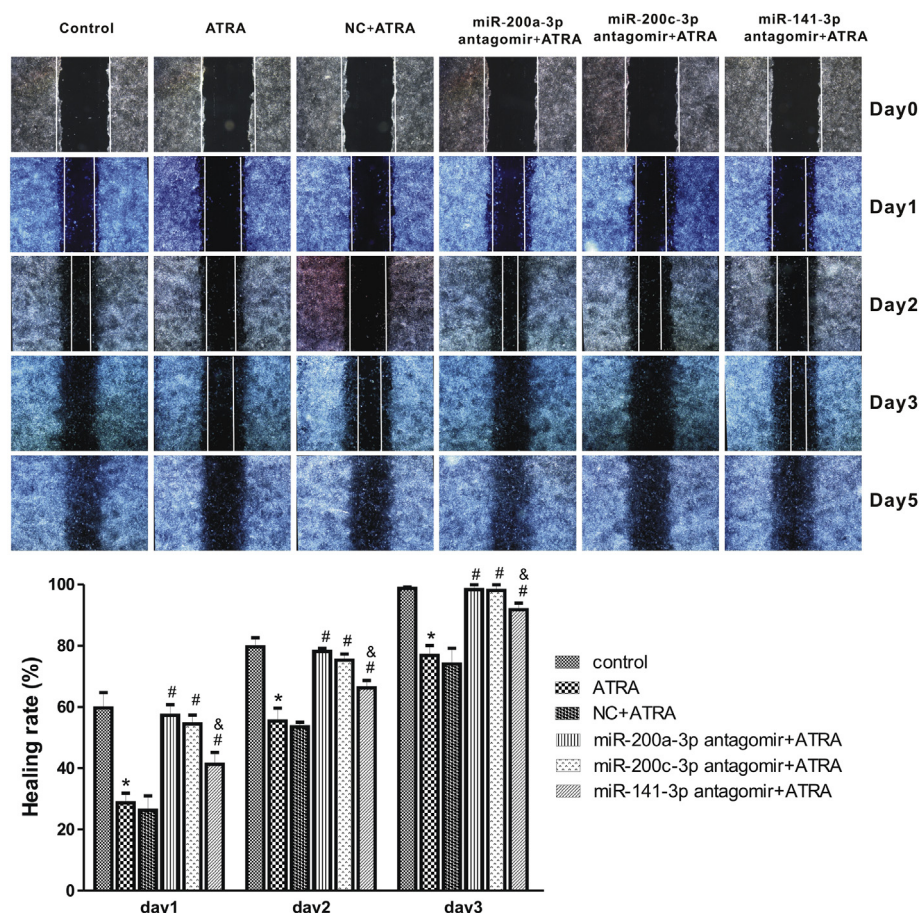 Control
ATRA
NC+ATRA
miR-200a-3p
antagomir+ATRA
miR-200c-3p
antagomir+ATRA
miR-141-3p
antagomir+ATRA
Day0
Day1
Day2
Day3
Day5
Healing rate (%)
100
80
60
40
20
0
*
#
#
&
#
*
#
#
&
#
*
#
#
&
#
day1
day2
day3
control
ATRA
NC+ATRA
miR-200a-3p antagomir+ATRA
miR-200c-3p antagomir+ATRA
miR-141-3p antagomir+ATRA